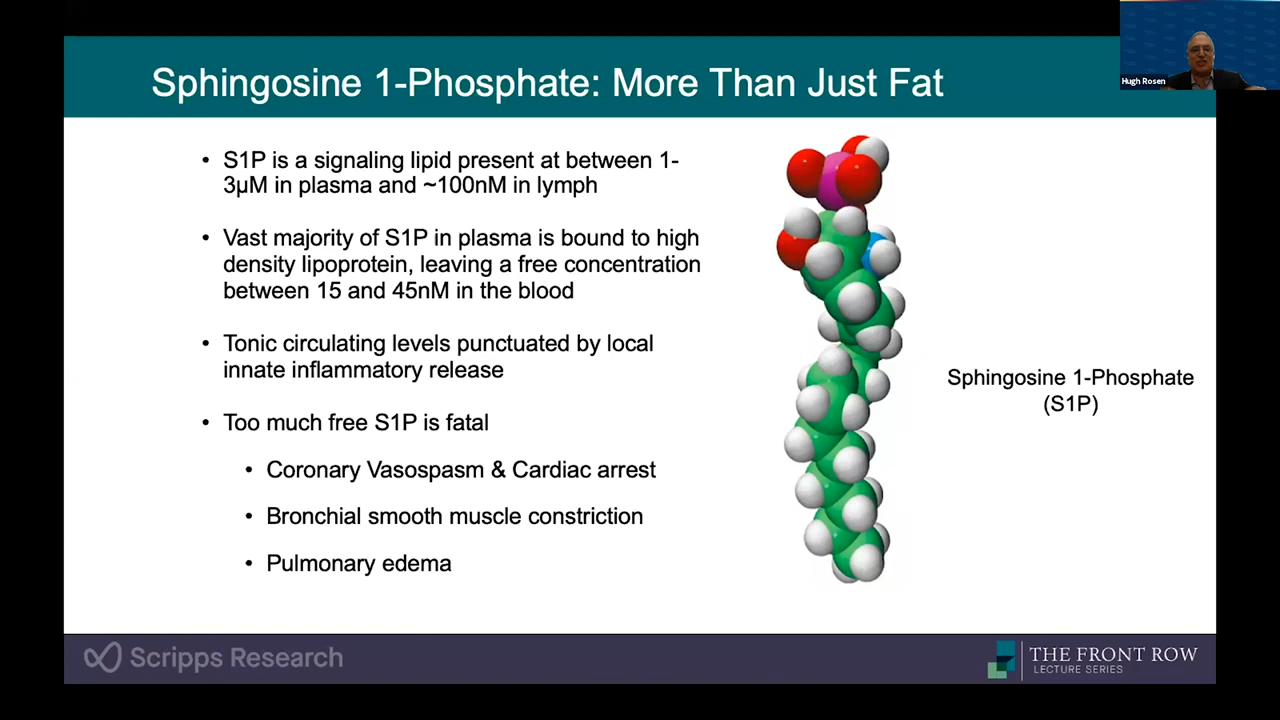 Sphingosine 1-Phosphate: More Than Just Fat
Hugh Rosen
• S1P is a signaling lipid present at between 1-
3µM in plasma and ~100nM in lymph
• Vast majority of S1P in plasma is bound to high
density lipoprotein, leaving a free concentration
between 15 and 45nM in the blood
• Tonic circulating levels punctuated by local
innate inflammatory release
• Too much free S1P is fatal
• Coronary Vasospasm & Cardiac arrest
• Bronchial smooth muscle constriction
• Pulmonary edema
Sphingosine 1-Phosphate
(S1P)
Scripps Research
THE FRONT ROW
LECTURE SERIES